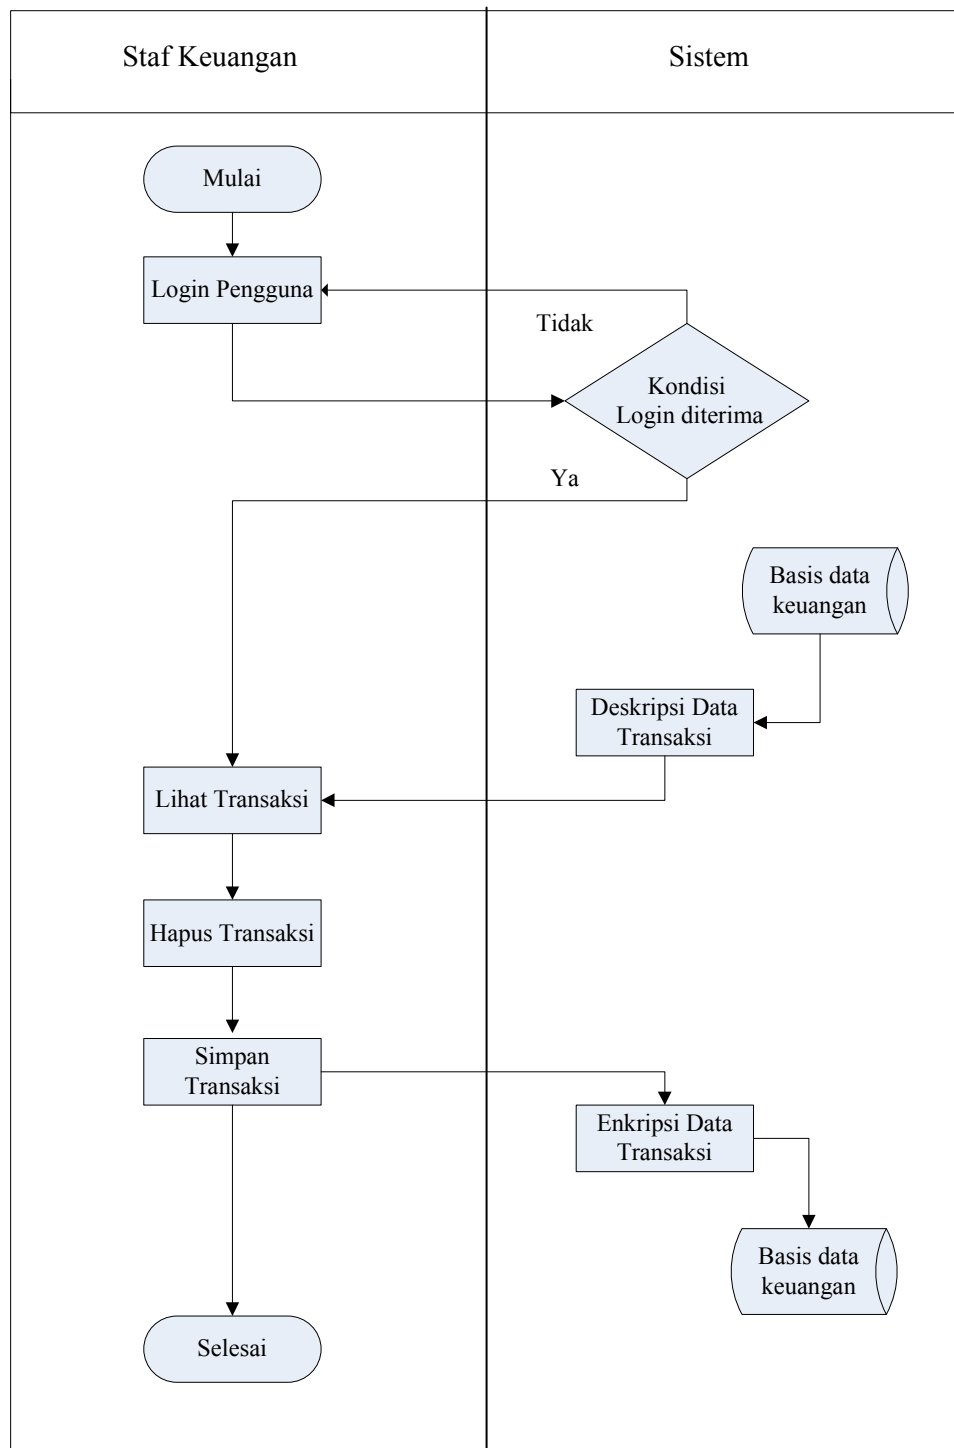 Staf Keuangan
Sistem
Mulai
Login Pengguna
Tidak
Kondisi
Login diterima
Ya
Basis data
keuangan
Deskripsi Data
Transaksi
Lihat Transaksi
Hapus Transaksi
Simpan
Transaksi
Enkripsi Data
Transaksi
Basis data
keuangan
Selesai